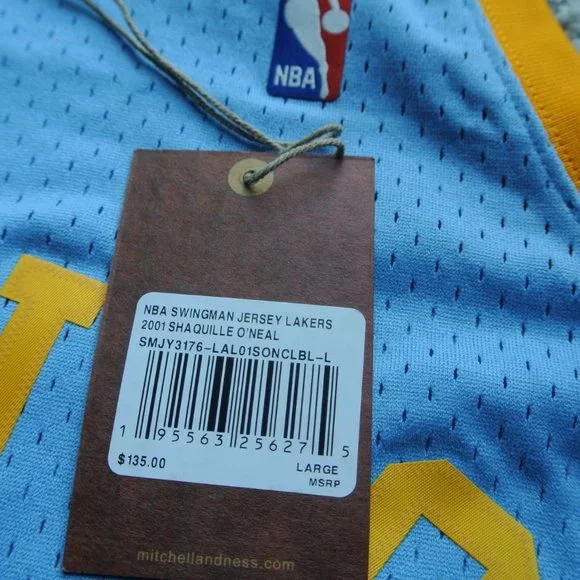 NBA
NBA SWINGMAN JERSEY LAKERS
2001 SHAQUILLE O'NEAL
SMJY3176-LAL01SONCLBL-L
1 95563 25627 5
$135.00 LARGE
MSRP
mitchellandness.com